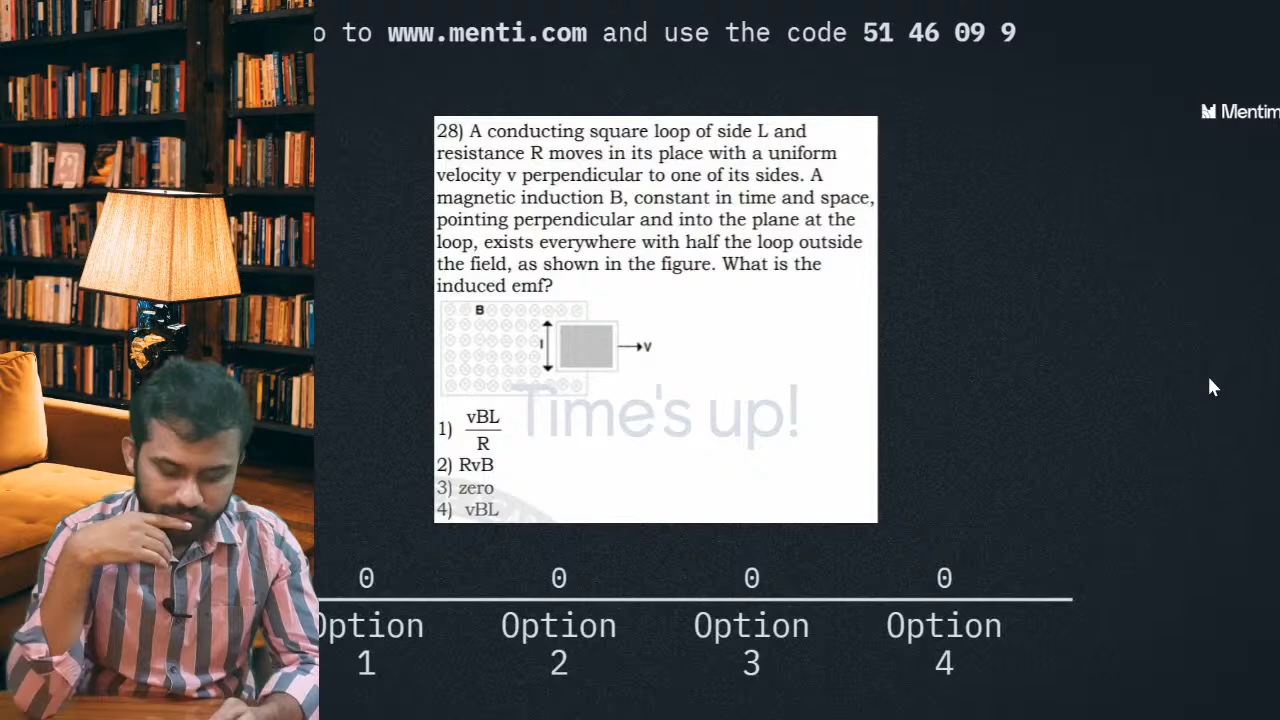 o to www.menti.com and use the code 51 46 09 9
Mentim
28) A conducting square loop of side L and
resistance R moves in its place with a uniform
velocity v perpendicular to one of its sides. A
magnetic induction B, constant in time and space,
pointing perpendicular and into the plane at the
loop, exists everywhere with half the loop outside
the field, as shown in the figure. What is the
induced emf?
B
l
v
Time's up!
1) vBL
R
2) RvB
3) zero
4) vBL
0 0 0 0
Option Option Option Option
1 2 3 4